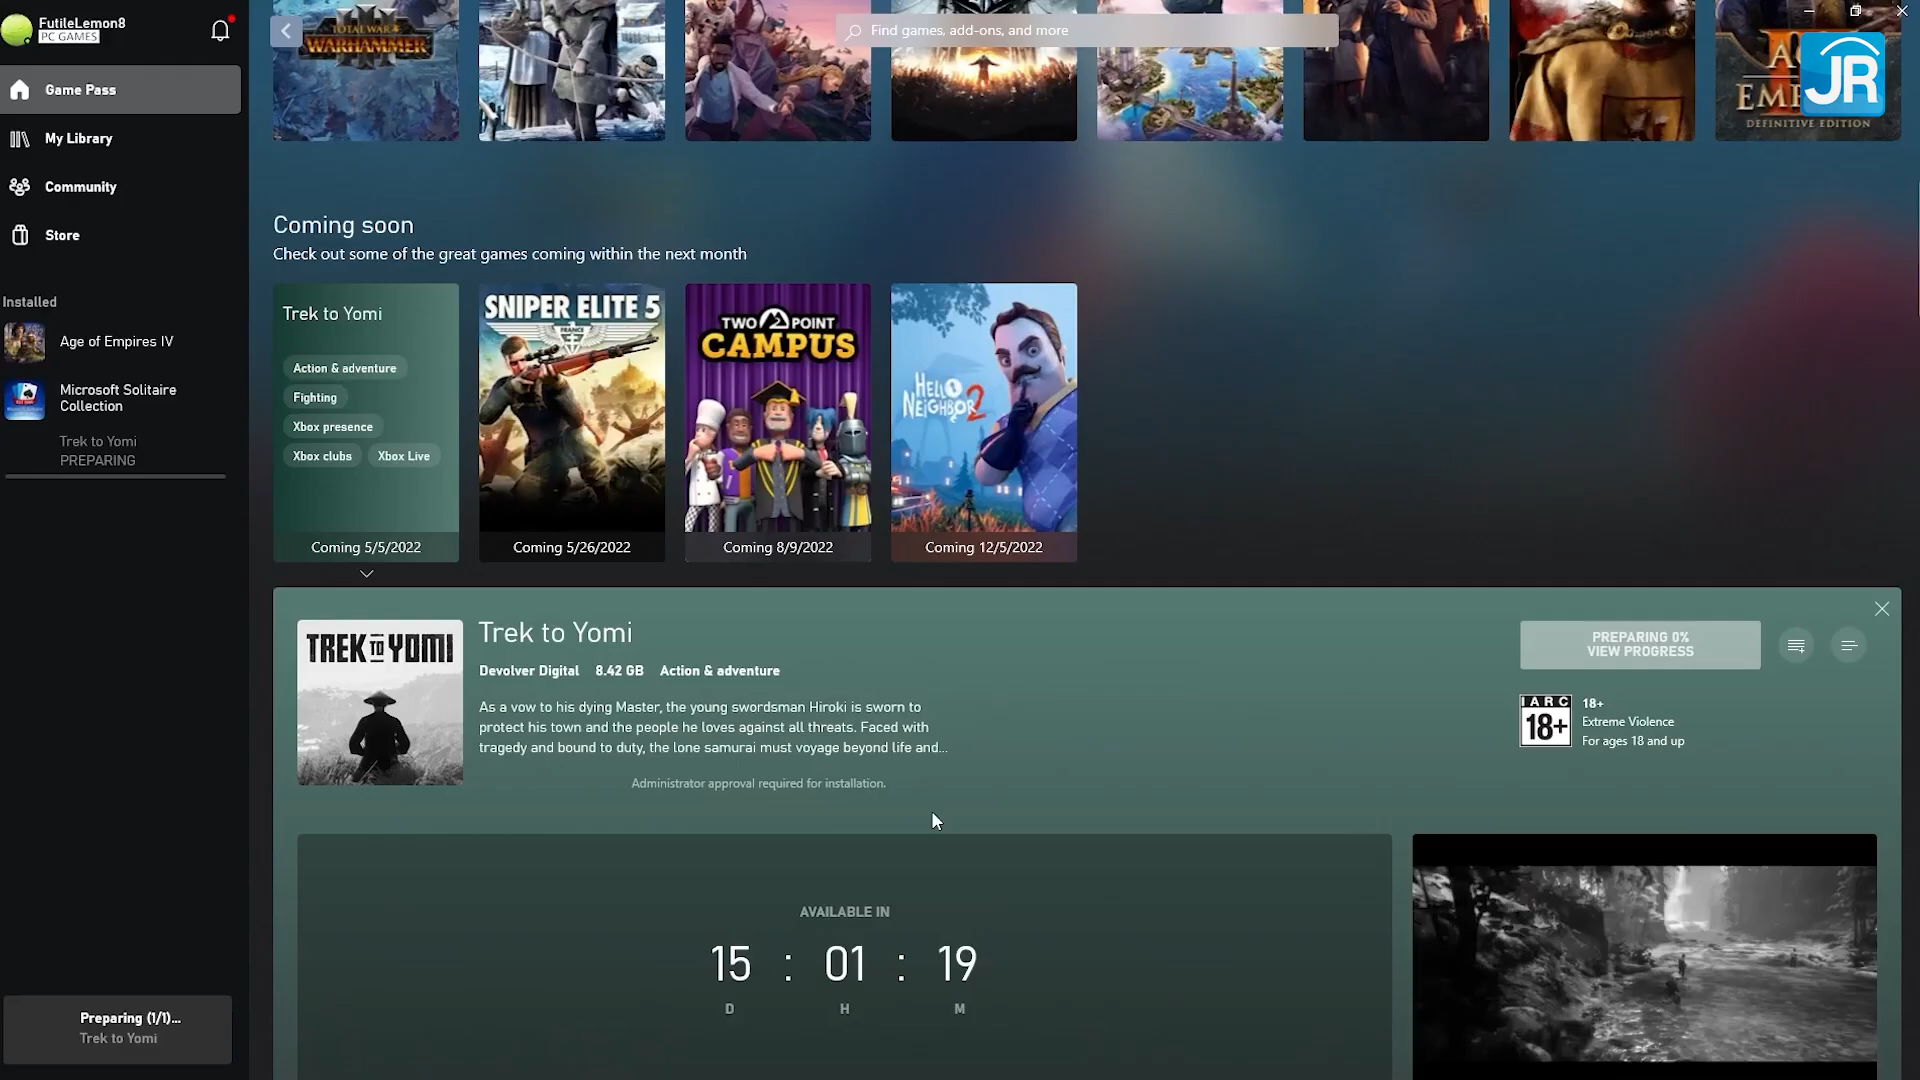 FutileLemon8
PC GAMES
Game Pass
My Library
Community
Store
Installed
Age of Empires IV
Microsoft Solitaire
Collection
Trek to Yomi
PREPARING
Preparing (1/1)...
Trek to Yomi
Find games, add-ons, and more
TOTAL WAR
WARHAMMER
JR
DEFINITIVE EDITION
Coming soon
Check out some of the great games coming within the next month
Trek to Yomi
Action & adventure
Fighting
Xbox presence
Xbox clubs
Xbox Live
Coming 5/5/2022
SNIPER ELITE 5
FRANCE
Coming 5/26/2022
TWO POINT
CAMPUS
Coming 8/9/2022
HELLO
NEIGHBOR 2
Coming 12/5/2022
TREK TO YOMI
Trek to Yomi
Devolver Digital 8.42 GB Action & adventure
As a vow to his dying Master, the young swordsman Hiroki is sworn to
protect his town and the people he loves against all threats. Faced with
tragedy and bound to duty, the lone samurai must voyage beyond life and...
Administrator approval required for installation.
PREPARING 0%
VIEW PROGRESS
IARC
18+
18+
Extreme Violence
For ages 18 and up
AVAILABLE IN
15 : 01 : 19
D H M